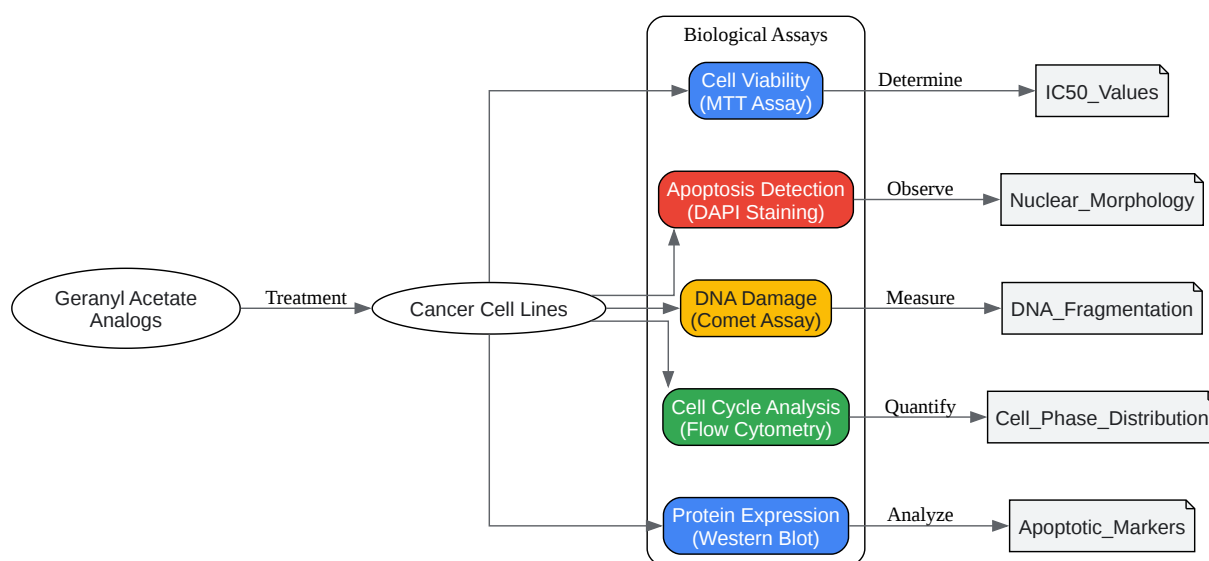 Biological Assays
Cell Viability
(MTT Assay)
Determine
IC50_Values
Apoptosis Detection
(DAPI Staining)
Observe
Nuclear_Morphology
Geranyl Acetate
Analogs
Treatment
Cancer Cell Lines
DNA Damage
(Comet Assay)
Measure
DNA_Fragmentation
Cell Cycle Analysis
(Flow Cytometry)
Quantify
Cell_Phase_Distribution
Protein Expression
(Western Blot)
Analyze
Apoptotic_Markers